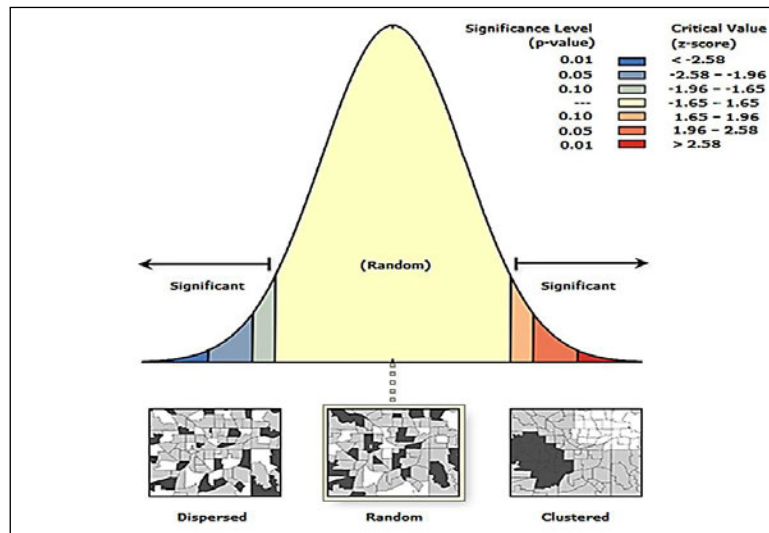 Significance Level Critical Value
(p-value) (z-score)
0.01 < -2.58
0.05 -2.58 – -1.96
0.10 -1.96 – -1.65
--- -1.65 – 1.65
0.10 1.65 – 1.96
0.05 1.96 – 2.58
0.01 > 2.58
(Random)
Significant Significant
Dispersed Random Clustered